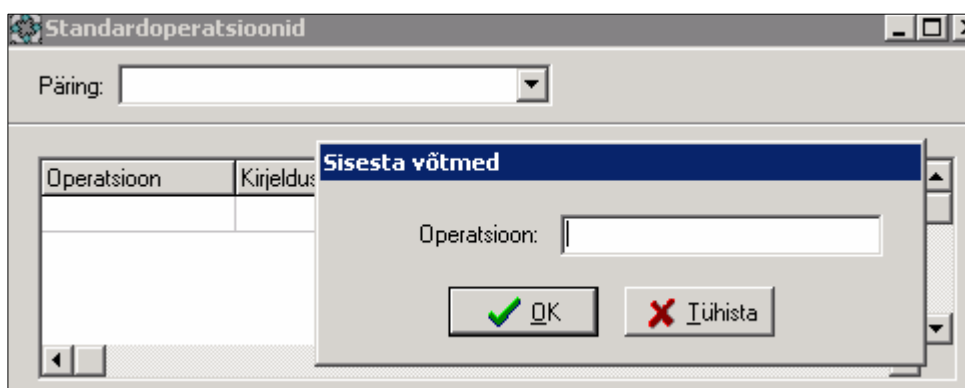 Standardoperatsioonid
Päring:
Operatsioon Kirjeldus
Sisesta võtmed
Operatsioon:
OK Tühista